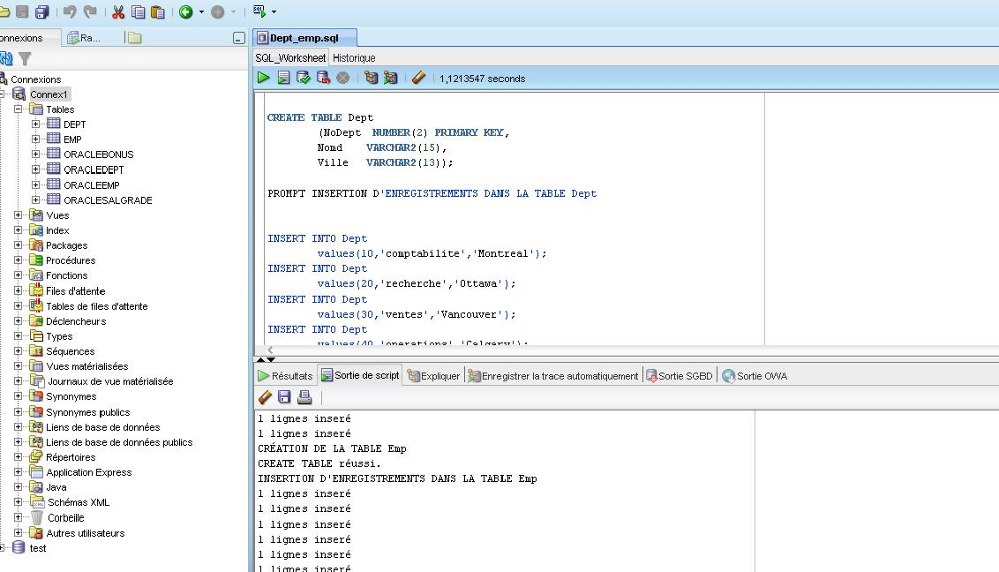 onnexions
Ra...
Connexions
Connex1
Tables
DEPT
EMP
ORACLEBONUS
ORACLEDEPT
ORACLEEMP
ORACLESALGRADE
Vues
Index
Packages
Procédures
Fonctions
Files d'attente
Tables de files d'attente
Déclencheurs
Types
Séquences
Vues matérialisées
Journaux de vue matérialisée
Synonymes
Synonymes publics
Liens de base de données
Liens de base de données publics
Répertoires
Application Express
Java
Schémas XML
Corbeille
Autres utilisateurs
test
Dept_emp.sql
SQL_Worksheet Historique
1,1213547 seconds
CREATE TABLE Dept
(NoDept NUMBER(2) PRIMARY KEY,
Nomd VARCHAR2(15),
Ville VARCHAR2(13));
PROMPT INSERTION D'ENREGISTREMENTS DANS LA TABLE Dept
INSERT INTO Dept
values(10,'comptabilite','Montreal');
INSERT INTO Dept
values(20,'recherche','Ottawa');
INSERT INTO Dept
values(30,'ventes','Vancouver');
INSERT INTO Dept
values(40,'operations','Calgary');
Résultats Sortie de script Expliquer Enregistrer la trace automatiquement Sortie SGBD Sortie OWA
1 lignes inseré
1 lignes inseré
CRÉATION DE LA TABLE Emp
CREATE TABLE réussi.
INSERTION D'ENREGISTREMENTS DANS LA TABLE Emp
1 lignes inseré
1 lignes inseré
1 lignes inseré
1 lignes inseré
1 lignes inseré
1 lignes inseré